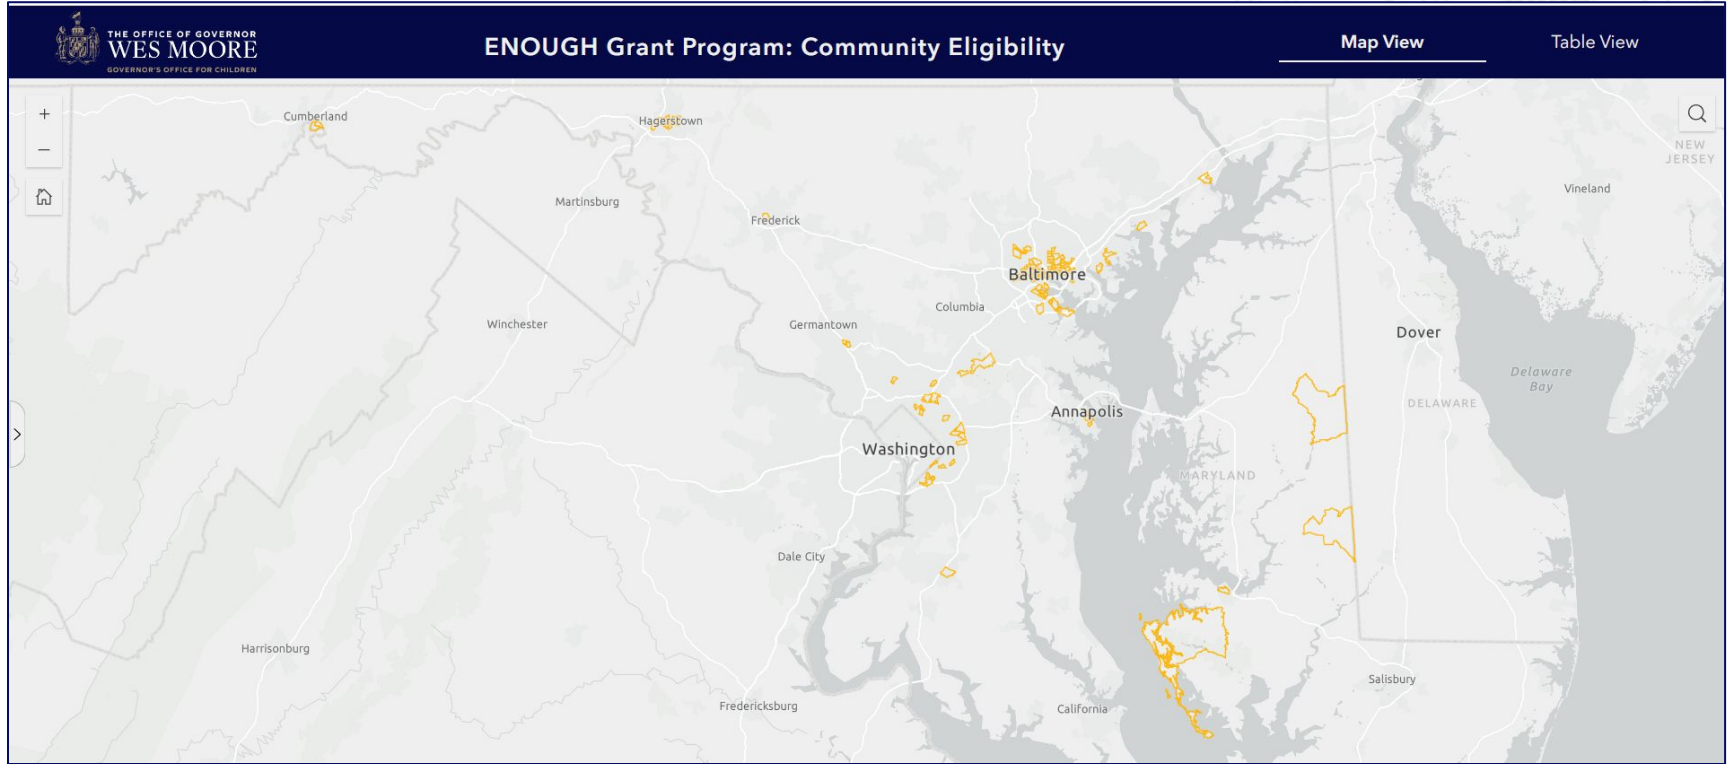 THE OFFICE OF GOVERNOR
WES MOORE
GOVERNOR'S OFFICE FOR CHILDREN
ENOUGH Grant Program: Community Eligibility
Map View
Table View
Cumberland
Hagerstown
NEW
JERSEY
Vineland
Martinsburg
Frederick
Baltimore
Columbia
Winchester
Germantown
Dover
Delaware
Bay
DELAWARE
Annapolis
Washington
MARYLAND
Dale City
Harrisonburg
Salisbury
Fredericksburg
California